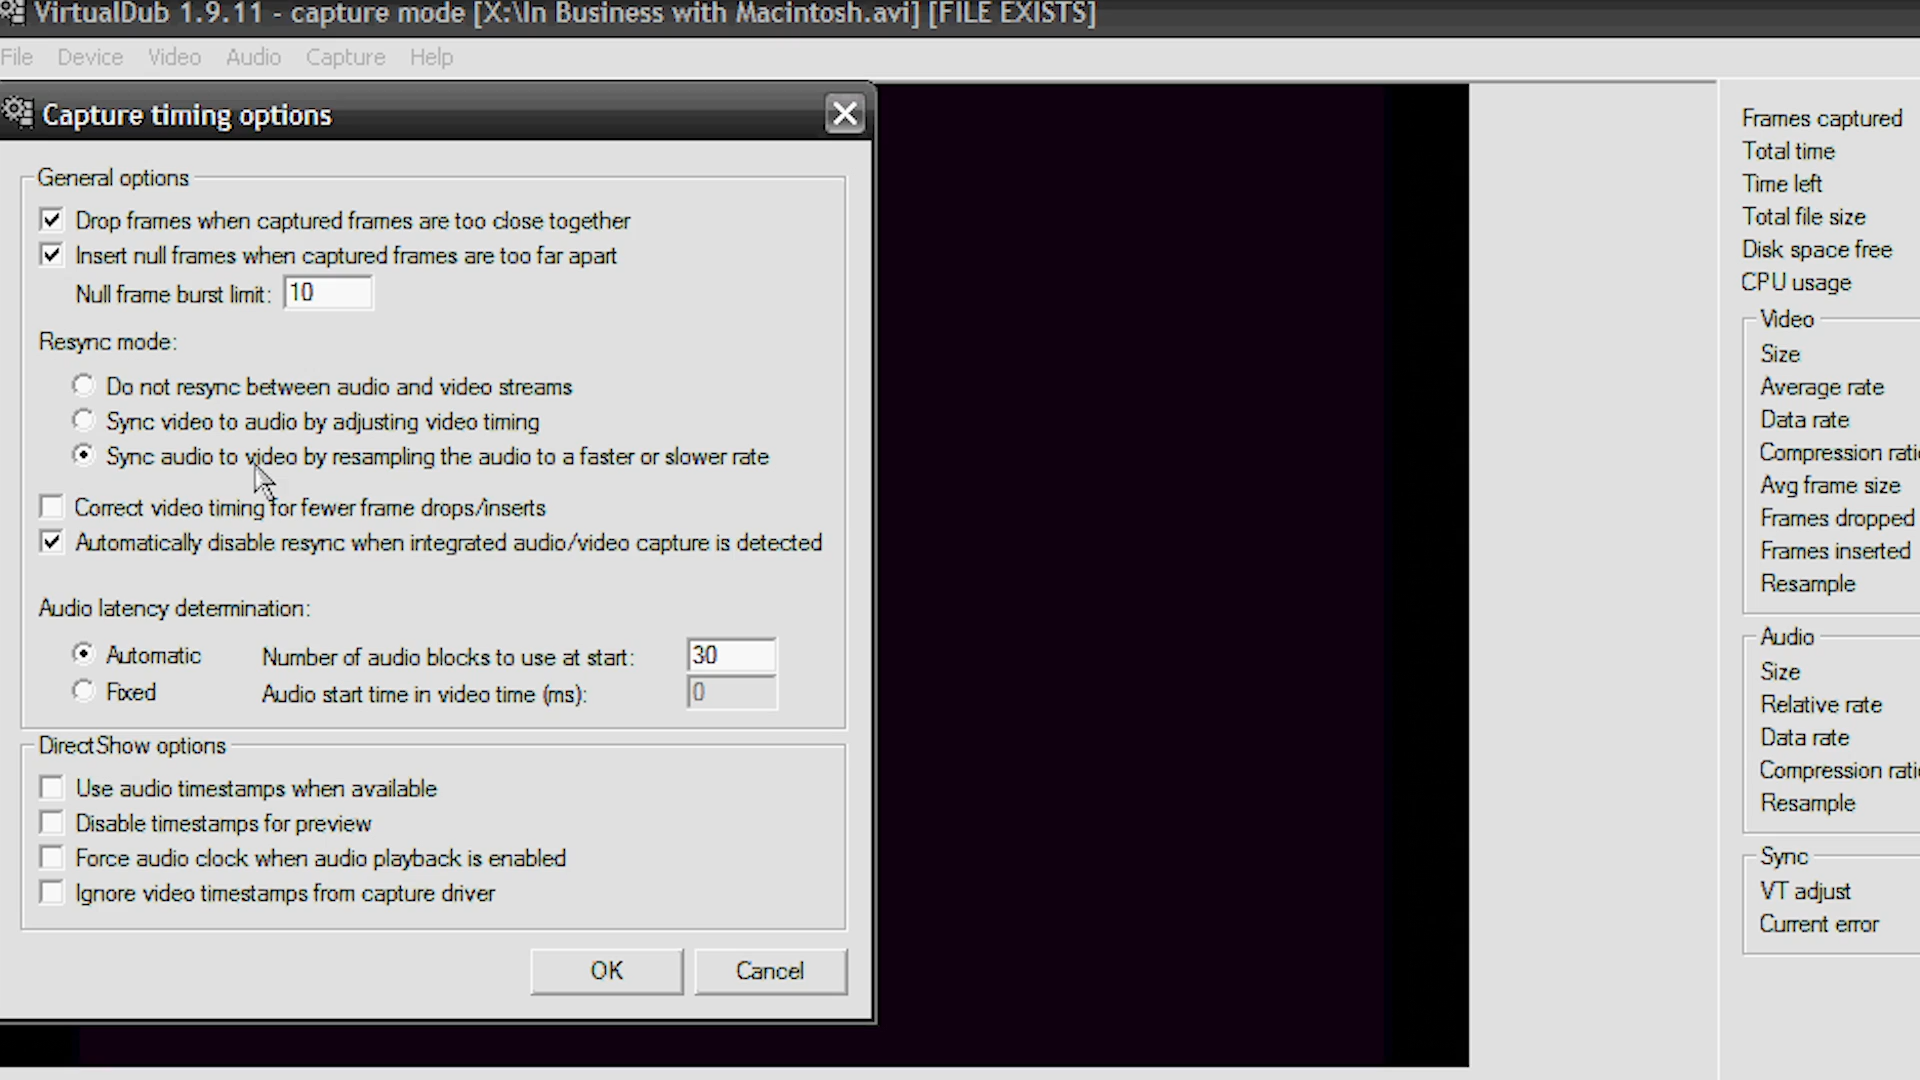 VirtualDub 1.9.11 - capture mode [X:\In Business with Macintosh.avi] [FILE EXISTS]
File Device Video Audio Capture Help
Capture timing options
General options
Drop frames when captured frames are too close together
Insert null frames when captured frames are too far apart
Null frame burst limit: 10
Resync mode:
Do not resync between audio and video streams
Sync video to audio by adjusting video timing
Sync audio to video by resampling the audio to a faster or slower rate
Correct video timing for fewer frame drops/inserts
Automatically disable resync when integrated audio/video capture is detected
Audio latency determination:
Automatic Number of audio blocks to use at start: 30
Fixed Audio start time in video time (ms): 0
DirectShow options
Use audio timestamps when available
Disable timestamps for preview
Force audio clock when audio playback is enabled
Ignore video timestamps from capture driver
OK Cancel
Frames captured
Total time
Time left
Total file size
Disk space free
CPU usage
Video
Size
Average rate
Data rate
Compression rati
Avg frame size
Frames dropped
Frames inserted
Resample
Audio
Size
Relative rate
Data rate
Compression rati
Resample
Sync
VT adjust
Current error